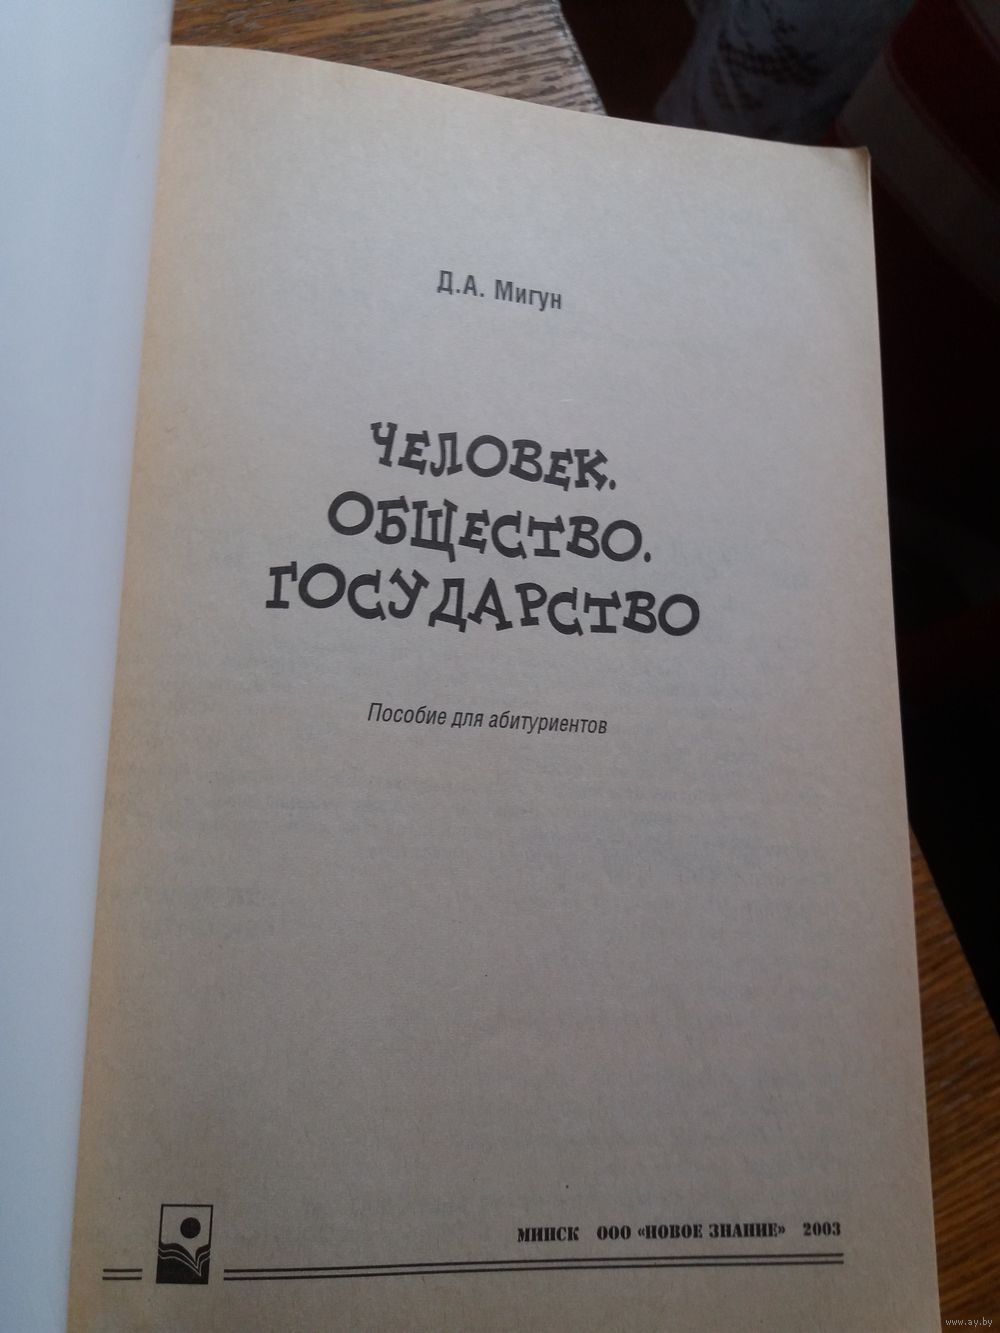 Д.А. Мигун
ЧЕЛОВЕК.
ОБЩЕСТВО.
ГОСУДАРСТВО
Пособие для абитуриентов
МИНСК ООО «НОВОЕ ЗНАНИЕ» 2003
www.ay.by